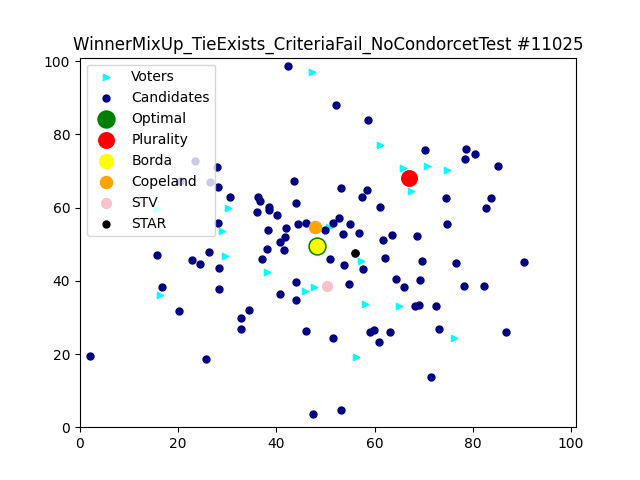 WinnerMixUp_TieExists_CriteriaFail_NoCondorcetTest #11025
100
80
60
40
20
0
Voters
Candidates
Optimal
Plurality
Borda
Copeland
STV
STAR
0 20 40 60 80 100